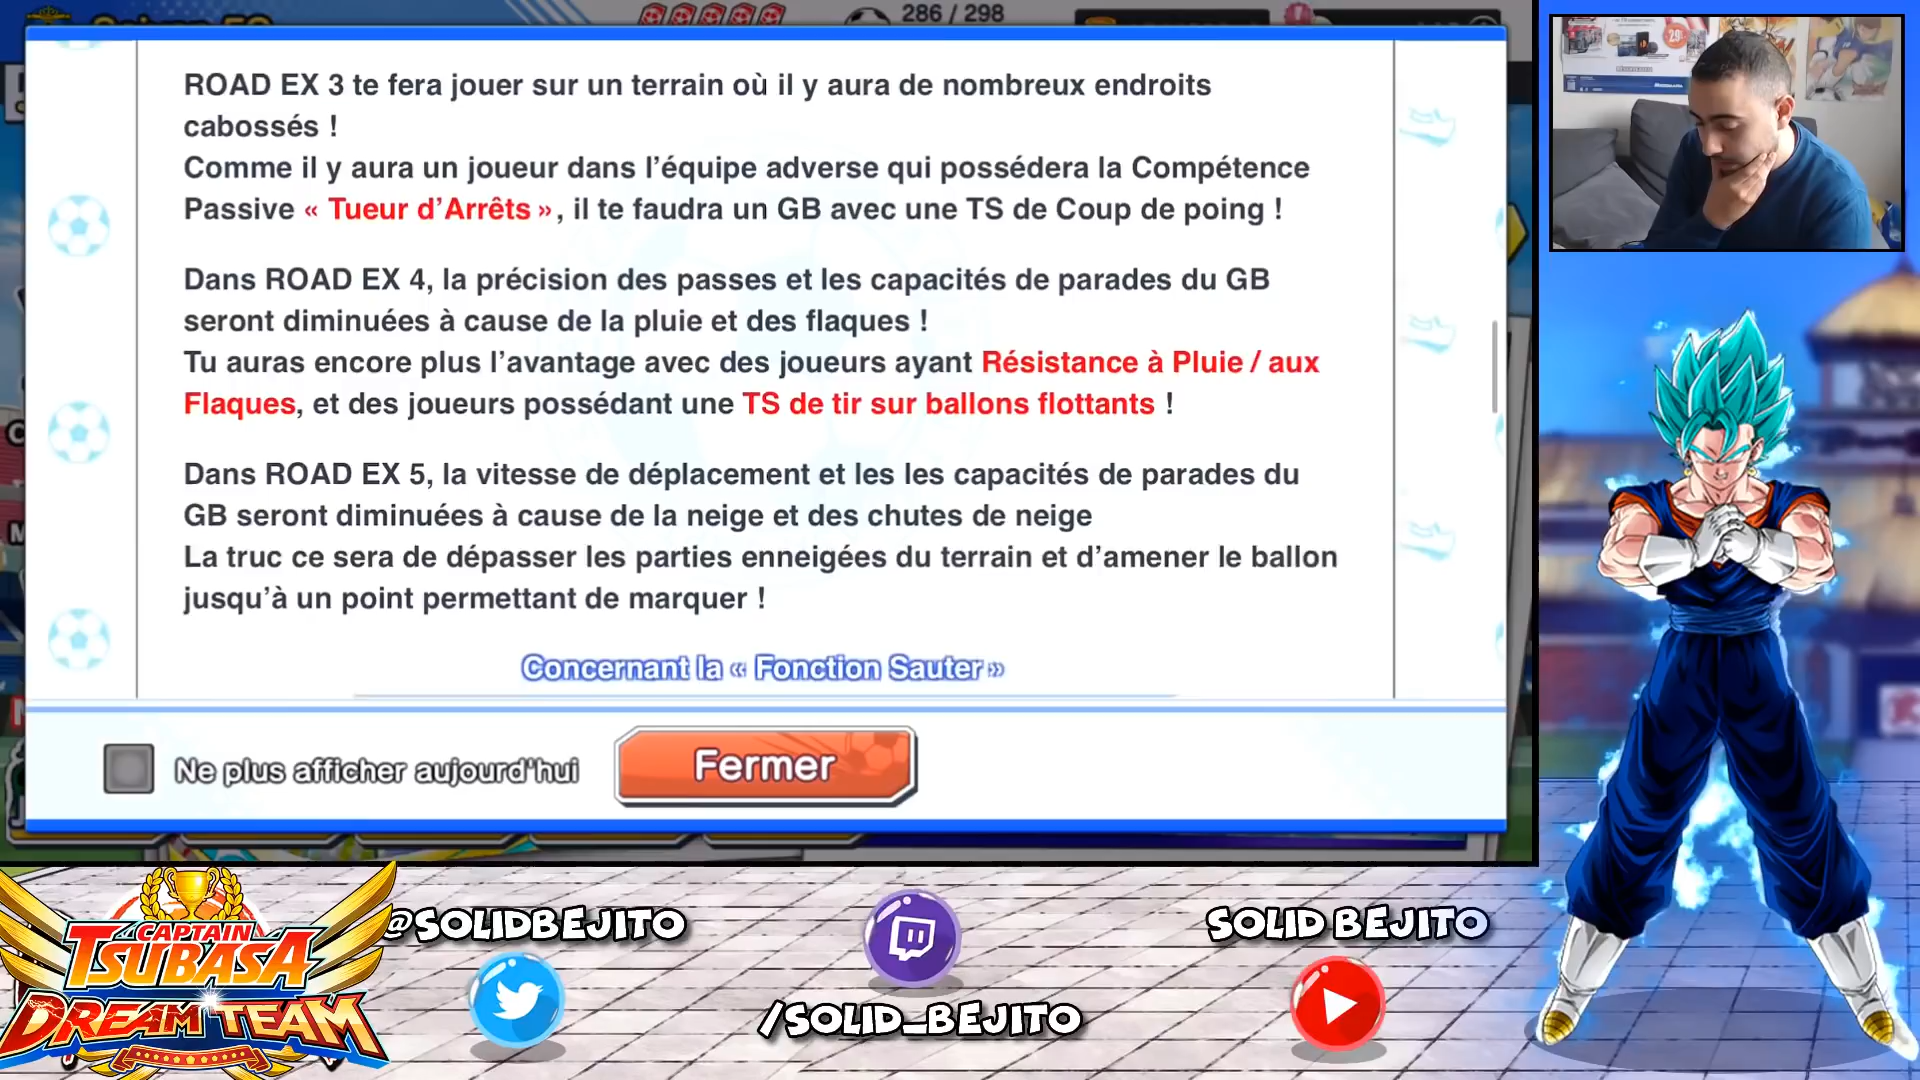 286 / 298
ROAD EX 3 te fera jouer sur un terrain où il y aura de nombreux endroits
cabossés !
Comme il y aura un joueur dans l'équipe adverse qui possédera la Compétence
Passive « Tueur d'Arrêts », il te faudra un GB avec une TS de Coup de poing !
Dans ROAD EX 4, la précision des passes et les capacités de parades du GB
seront diminuées à cause de la pluie et des flaques !
Tu auras encore plus l'avantage avec des joueurs ayant Résistance à Pluie / aux
Flaques, et des joueurs possédant une TS de tir sur ballons flottants !
Dans ROAD EX 5, la vitesse de déplacement et les les capacités de parades du
GB seront diminuées à cause de la neige et des chutes de neige
La truc ce sera de dépasser les parties enneigées du terrain et d'amener le ballon
jusqu'à un point permettant de marquer !
Concernant la « Fonction Sauter »
Ne plus afficher aujourd'hui
Fermer
CAPTAIN
TSUBASA
DREAM TEAM
@SOLIDBEJITO
/SOLID_BEJITO
SOLID BEJITO